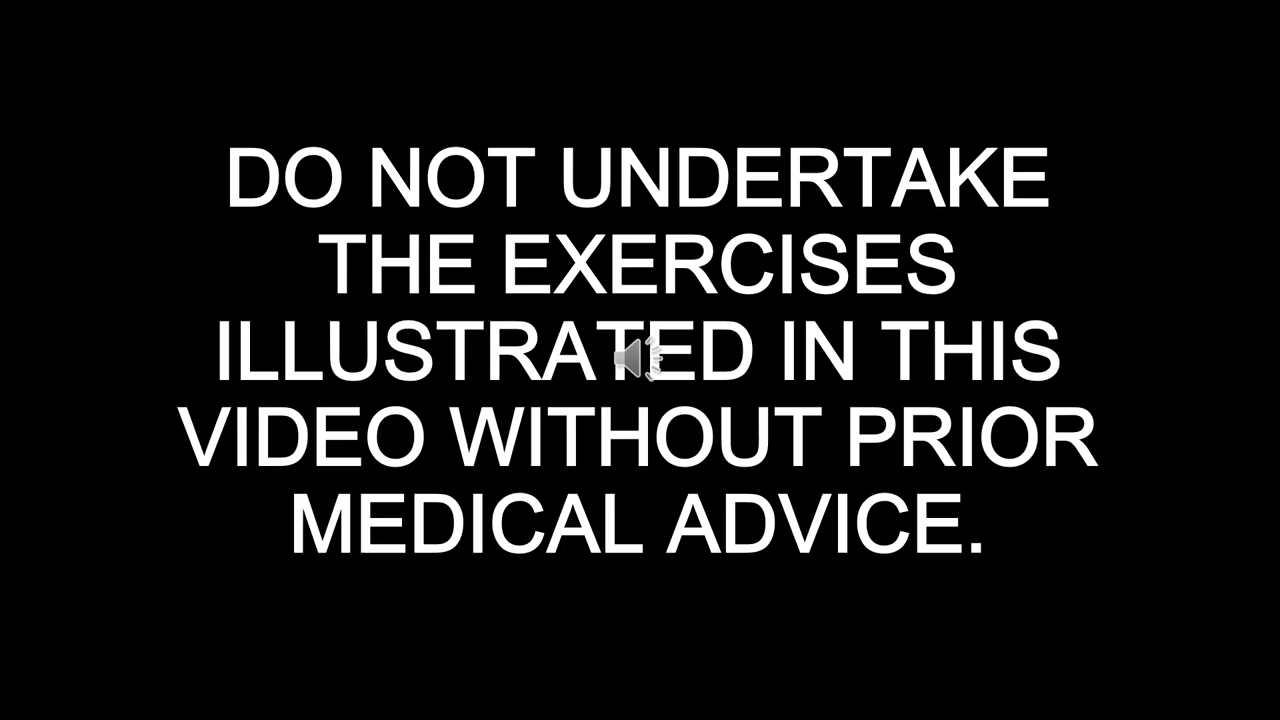 DO NOT UNDERTAKE
THE EXERCISES
ILLUSTRATED IN THIS
VIDEO WITHOUT PRIOR
MEDICAL ADVICE.